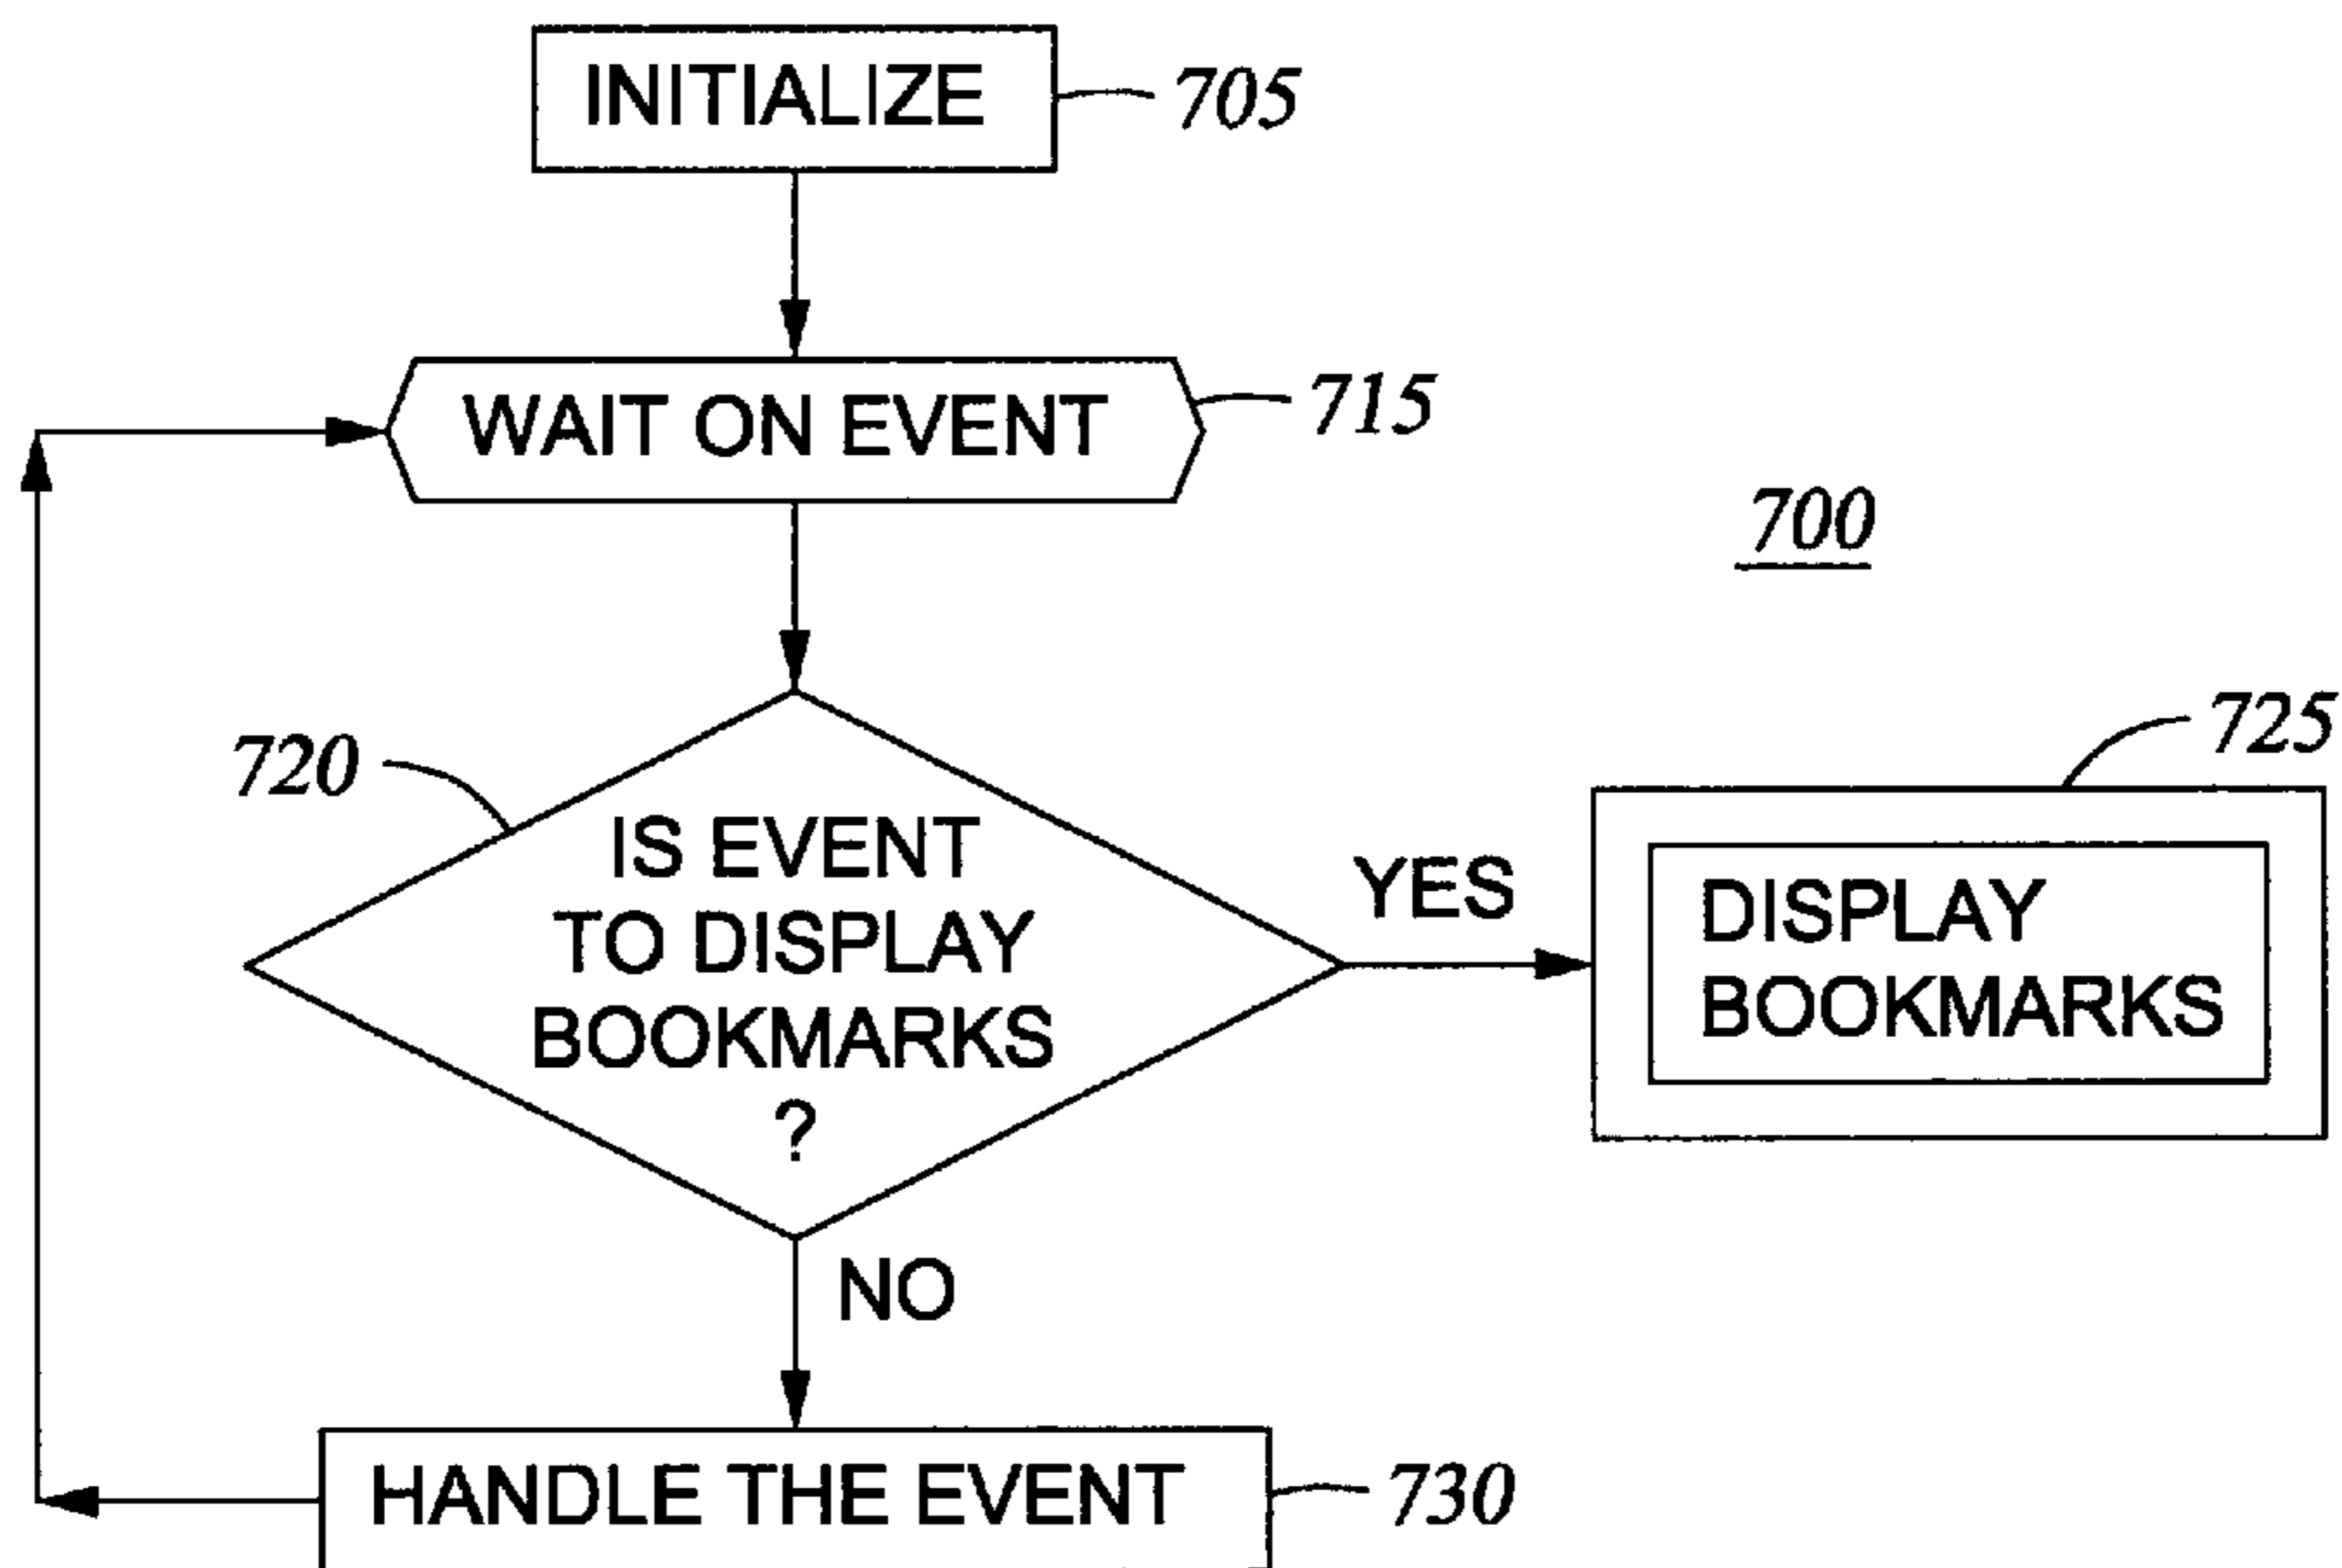 INITIALIZE
705
WAIT ON EVENT
715
700
720
IS EVENT
TO DISPLAY
BOOKMARKS
?
YES
725
DISPLAY
BOOKMARKS
NO
HANDLE THE EVENT
730